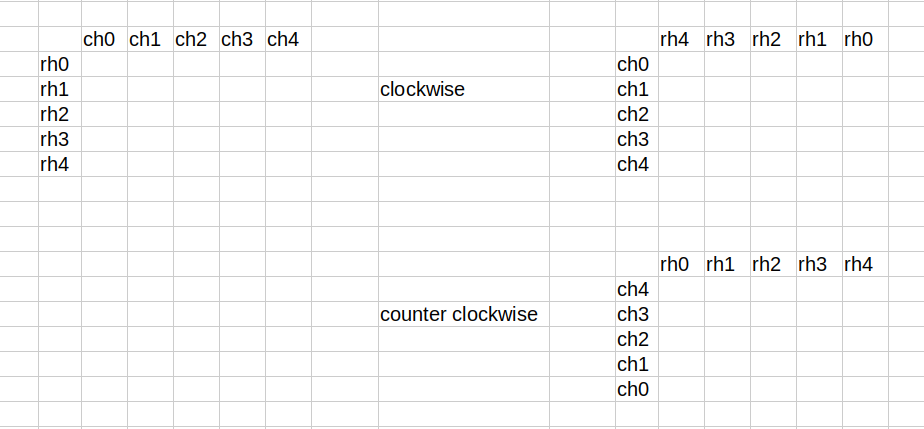 ch0 ch1 ch2 ch3 ch4 rh4 rh3 rh2 rh1 rh0
rh0 ch0
rh1 clockwise ch1
rh2 ch2
rh3 ch3
rh4 ch4
rh0 rh1 rh2 rh3 rh4
ch4
counter clockwise ch3
ch2
ch1
ch0